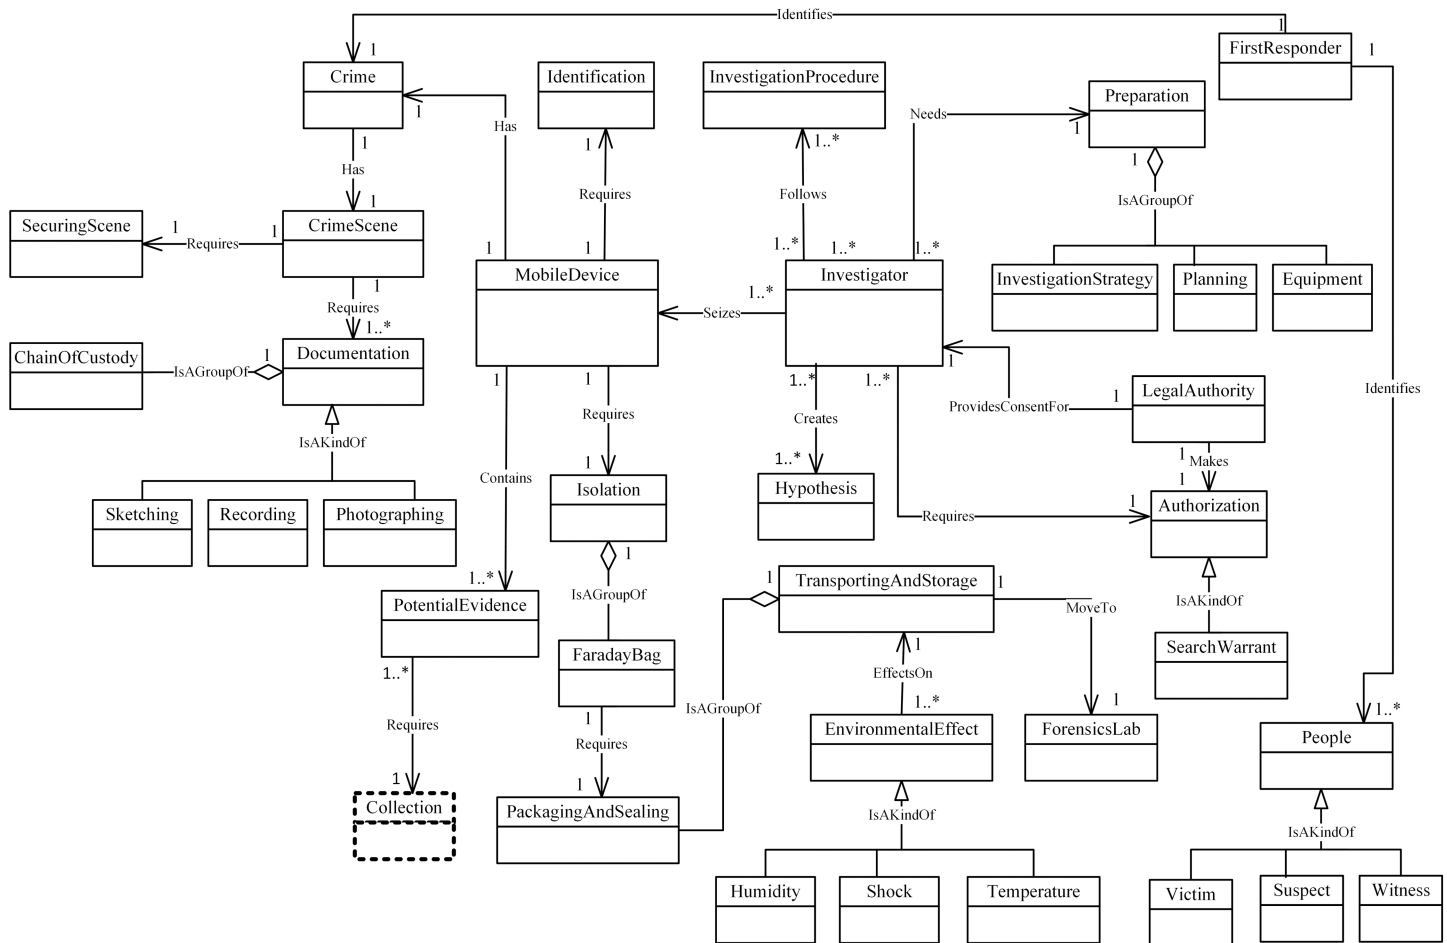 Identifies
1
1
FirstResponder
1
Crime
1
Identification
1
InvestigationProcedure
1..*
Preparation
1
1
Needs
Has
1
Has
1
Requires
Follows
IsAGroupOf
SecuringScene
1
Requires
1
CrimeScene
1
1
1
MobileDevice
1..*
1..*
1..*
Investigator
InvestigationStrategy
Planning
Equipment
Requires
1..*
Seizes
1..*
ChainOfCustody
IsAGroupOf
1
Documentation
1
1
1..*
1..*
1
ProvidesConsentFor
1
LegalAuthority
Identifies
IsAKindOf
Requires
Creates
1
Makes
1
Contains
1
Isolation
1..*
Hypothesis
Sketching
Recording
Photographing
Requires
1
Authorization
1
IsAGroupOf
1..*
PotentialEvidence
1..*
1
TransportingAndStorage
1
MoveTo
IsAKindOf
SearchWarrant
FaradayBag
1
EffectsOn
1..*
IsAGroupOf
1
Requires
1
Requires
1
EnvironmentalEffect
1
ForensicsLab
1..*
People
Collection
PackagingAndSealing
IsAKindOf
IsAKindOf
Humidity
Shock
Temperature
Victim
Suspect
Witness